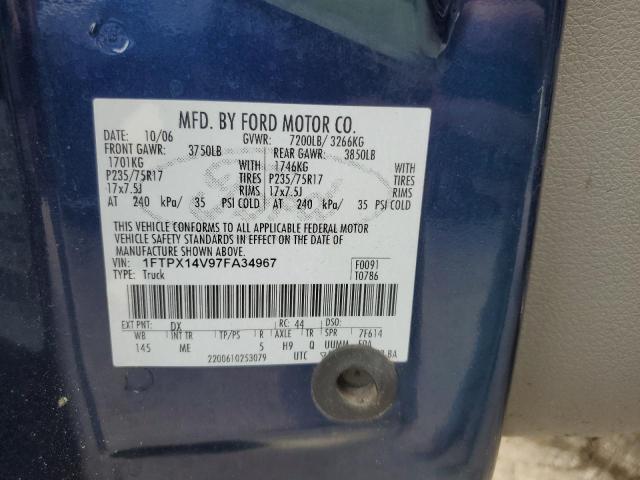 MFD. BY FORD MOTOR CO.
DATE: 10/06 GVWR: 7200LB/ 3266KG
FRONT GAWR: 3750LB REAR GAWR: 3850LB
1701KG WITH 1746KG WITH
P235/75R17 TIRES P235/75R17 TIRES
17x7.5J RIMS 17x7.5J RIMS
AT 240 kPa/ 35 PSI COLD AT 240 kPa/ 35 PSI COLD
THIS VEHICLE CONFORMS TO ALL APPLICABLE FEDERAL MOTOR
VEHICLE SAFETY STANDARDS IN EFFECT ON THE DATE OF
MANUFACTURE SHOWN ABOVE.
VIN: 1FTPX14V97FA34967 F0091
TYPE: Truck T0786
EXT PNT: DX RC: 44 DSO:
WB INT TR TP/PS R AXLE TR SPR 7F614
145 ME 5 H9 Q
2200610253079 UTC